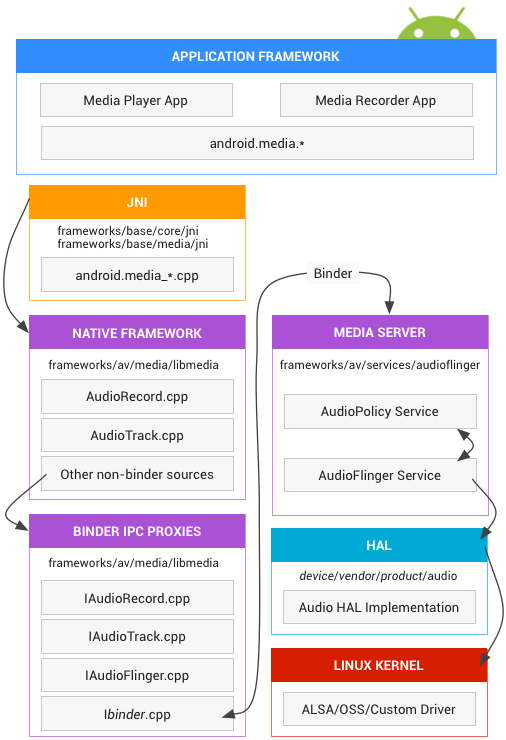 APPLICATION FRAMEWORK
Media Player App
Media Recorder App
android.media.*
JNI
frameworks/base/core/jni
frameworks/base/media/jni
android.media_*.cpp
NATIVE FRAMEWORK
frameworks/av/media/libmedia
AudioRecord.cpp
AudioTrack.cpp
Other non-binder sources
BINDER IPC PROXIES
frameworks/av/media/libmedia
IAudioRecord.cpp
IAudioTrack.cpp
IAudioFlinger.cpp
Ibinder.cpp
Binder
MEDIA SERVER
frameworks/av/services/audioflinger
AudioPolicy Service
AudioFlinger Service
HAL
device/vendor/product/audio
Audio HAL Implementation
LINUX KERNEL
ALSA/OSS/Custom Driver